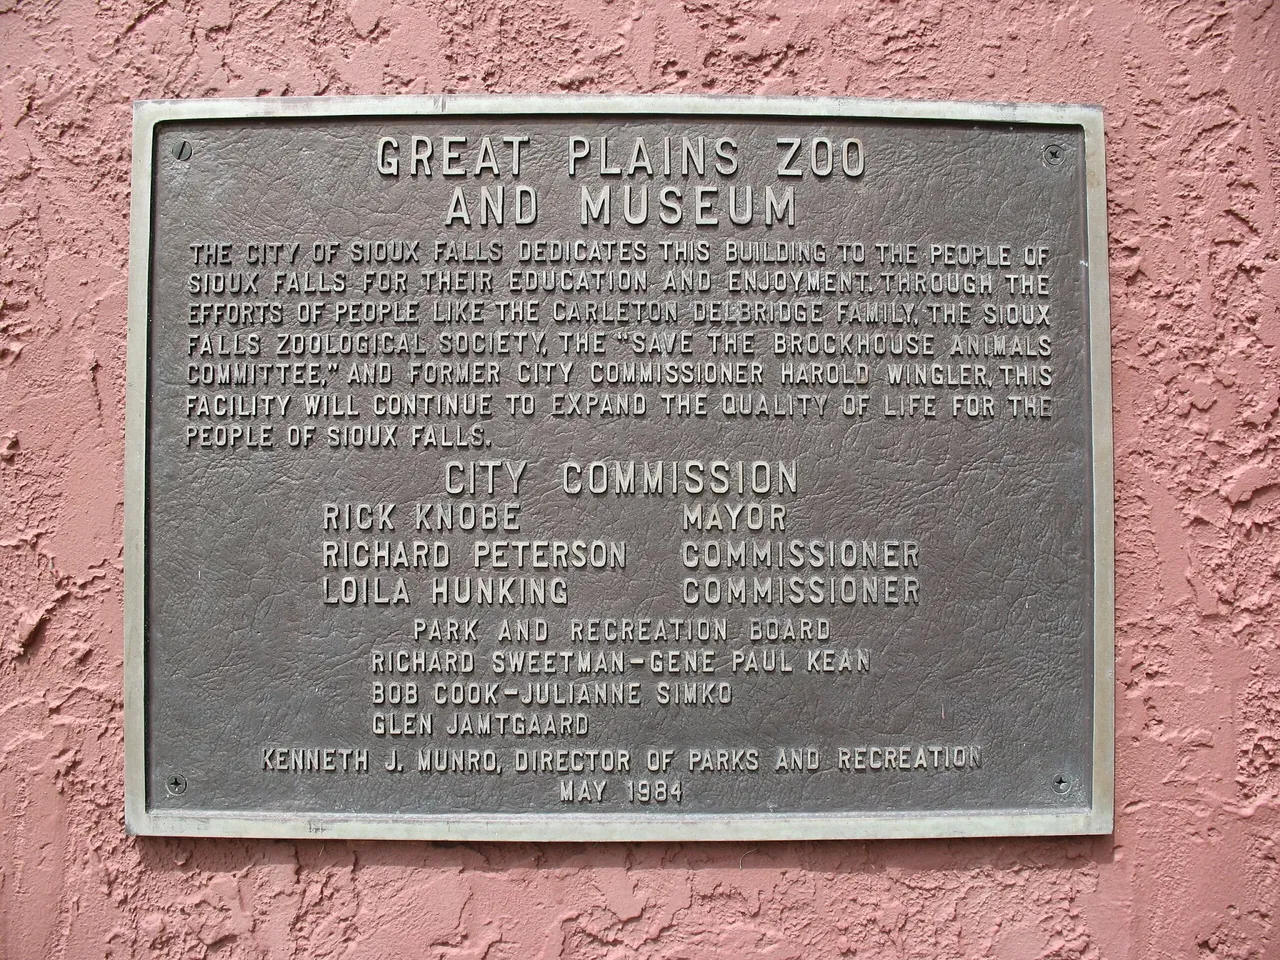 GREAT PLAINS ZOO
AND MUSEUM
THE CITY OF SIOUX FALLS DEDICATES THIS BUILDING TO THE PEOPLE OF
SIOUX FALLS FOR THEIR EDUCATION AND ENJOYMENT. THROUGH THE
EFFORTS OF PEOPLE LIKE THE CARLETON DELBRIDGE FAMILY, THE SIOUX
FALLS ZOOLOGICAL SOCIETY, THE "SAVE THE BROCKHOUSE ANIMALS
COMMITTEE," AND FORMER CITY COMMISSIONER HAROLD WINGLER, THIS
FACILITY WILL CONTINUE TO EXPAND THE QUALITY OF LIFE FOR THE
PEOPLE OF SIOUX FALLS.
CITY COMMISSION
RICK KNOBE MAYOR
RICHARD PETERSON COMMISSIONER
LOILA HUNKING COMMISSIONER
PARK AND RECREATION BOARD
RICHARD SWEETMAN-GENE PAUL KEAN
BOB COOK-JULIANNE SIMKO
GLEN JAMTGAARD
KENNETH J. MUNRO, DIRECTOR OF PARKS AND RECREATION
MAY 1984